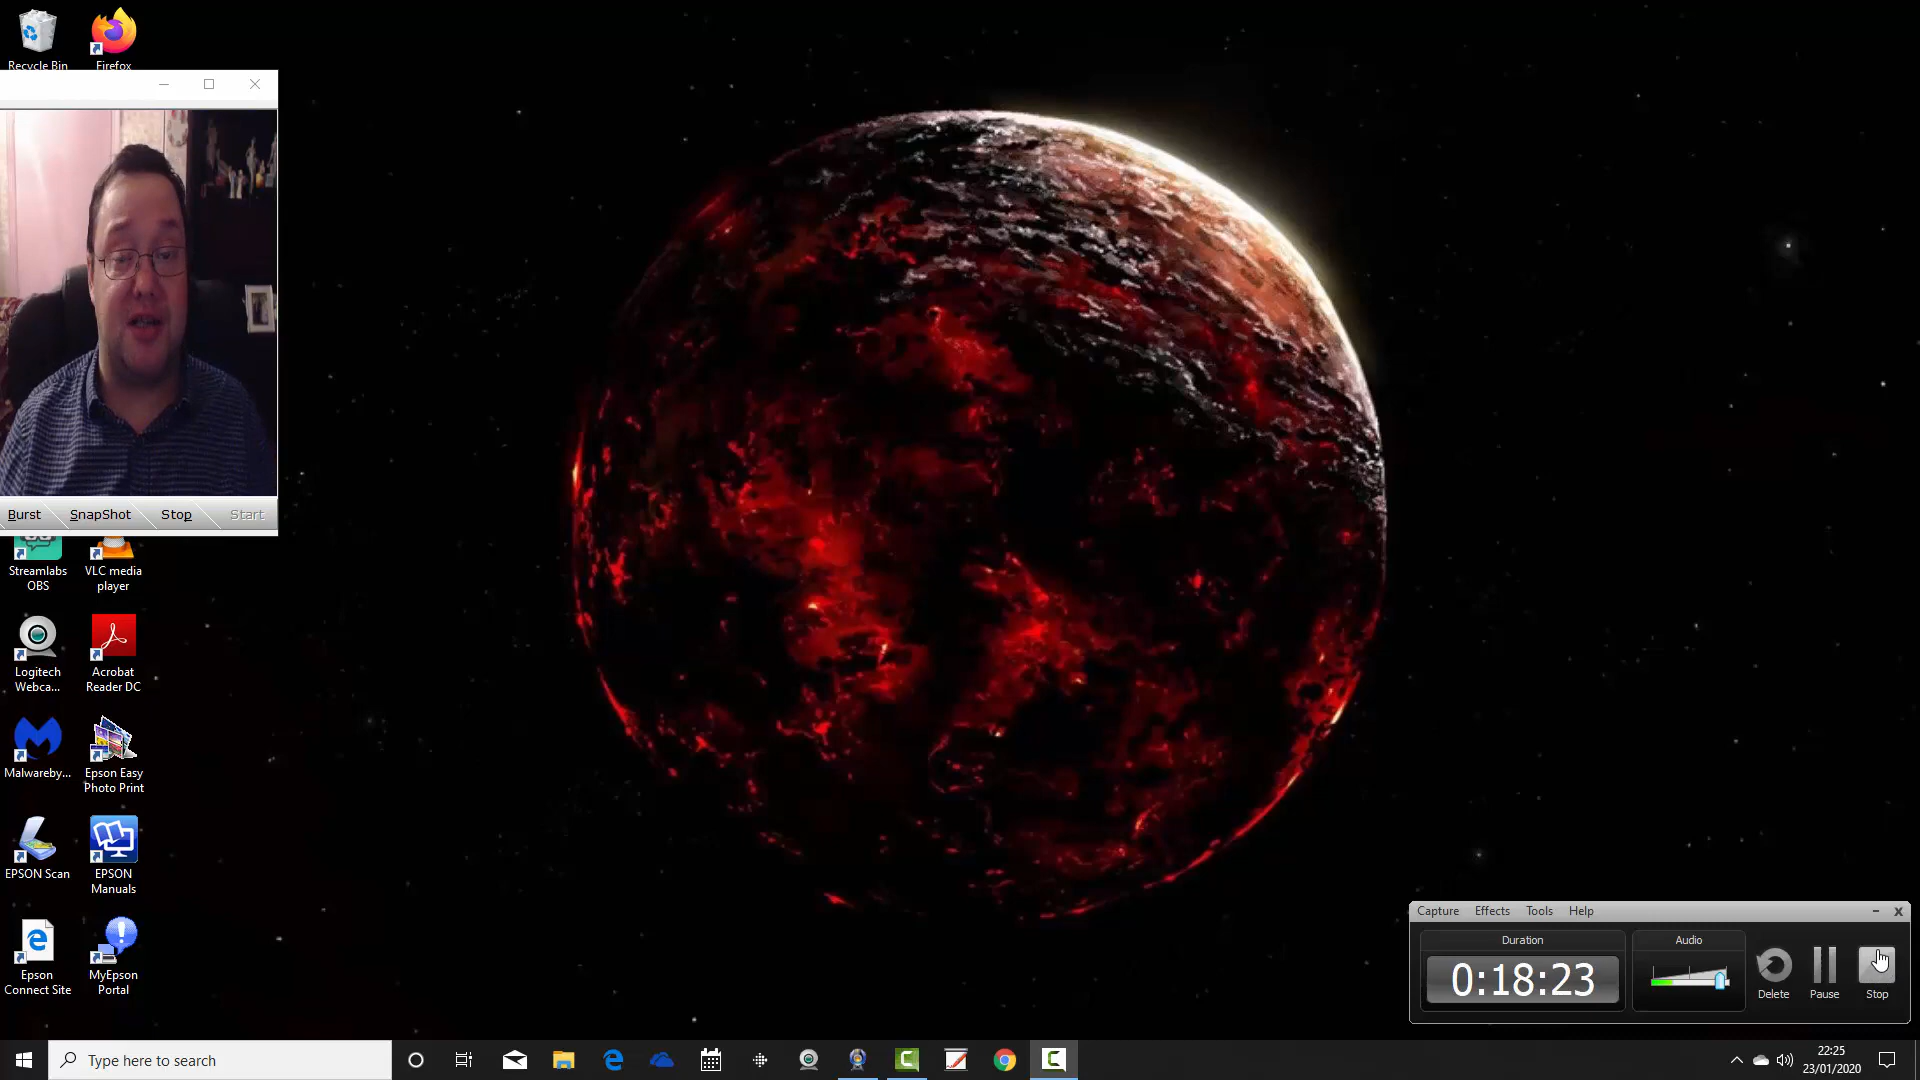 Recycle Bin
Firefox
Burst
SnapShot
Stop
Start
Streamlabs
OBS
VLC media
player
Logitech
Webca...
Acrobat
Reader DC
Malwareby...
Epson Easy
Photo Print
EPSON Scan
EPSON
Manuals
Epson
Connect Site
MyEpson
Portal
Capture
Effects
Tools
Help
Duration
0:18:23
Audio
Delete
Pause
Stop
Type here to search
22:25
23/01/2020